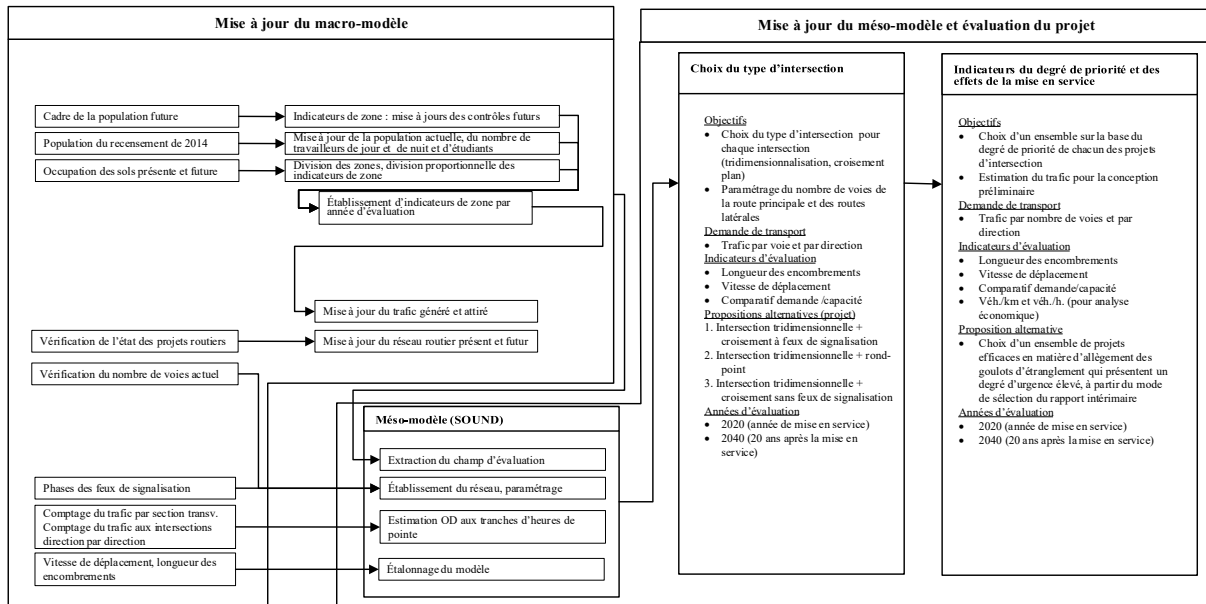 Mise à jour du macro-modèle
Cadre de la population future
Indicateurs de zone : mise à jours des contrôles futurs
Population du recensement de 2014
Mise à jour de la population actuelle, du nombre de
travailleurs de jour et de nuit et d'étudiants
Occupation des sols présente et future
Division des zones, division proportionnelle des
indicateurs de zone
Établissement d'indicateurs de zone par
année d'évaluation
Mise à jour du trafic généré et attiré
Vérification de l'état des projets routiers
Mise à jour du réseau routier présent et futur
Vérification du nombre de voies actuel
Méso-modèle (SOUND)
Extraction du champ d'évaluation
Phases des feux de signalisation
Établissement du réseau, paramétrage
Comptage du trafic par section transv.
Comptage du trafic aux intersections
direction par direction
Estimation OD aux tranches d'heures de
pointe
Vitesse de déplacement, longueur des
encombrements
Étalonnage du modèle
Mise à jour du méso-modèle et évaluation du projet
Choix du type d'intersection
Objectifs
• Choix du type d'intersection pour
chaque intersection
(tridimensionnalisation, croisement
plan)
• Paramétrage du nombre de voies de
la route principale et des routes
latérales
Demande de transport
• Trafic par voie et par direction
Indicateurs d'évaluation
• Longueur des encombrements
• Vitesse de déplacement
• Comparatif demande /capacité
Propositions alternatives (projet)
1. Intersection tridimensionnelle +
croisement à feux de signalisation
2. Intersection tridimensionnelle + rond-
point
3. Intersection tridimensionnelle +
croisement sans feux de signalisation
Années d'évaluation
• 2020 (année de mise en service)
• 2040 (20 ans après la mise en
service)
Indicateurs du degré de priorité et des
effets de la mise en service
Objectifs
• Choix d'un ensemble sur la base du
degré de priorité de chacun des projets
d'intersection
• Estimation du trafic pour la conception
préliminaire
Demande de transport
• Trafic par nombre de voies et par
direction
Indicateurs d'évaluation
• Longueur des encombrements
• Vitesse de déplacement
• Comparatif demande/capacité
• Véh./km et véh./h. (pour analyse
économique)
Proposition alternative
• Choix d'un ensemble de projets
efficaces en matière d'allègement des
goulots d'étranglement qui présentent un
degré d'urgence élevé, à partir du mode
de sélection du rapport intérimaire
Années d'évaluation
• 2020 (année de mise en service)
• 2040 (20 ans après la mise en service)